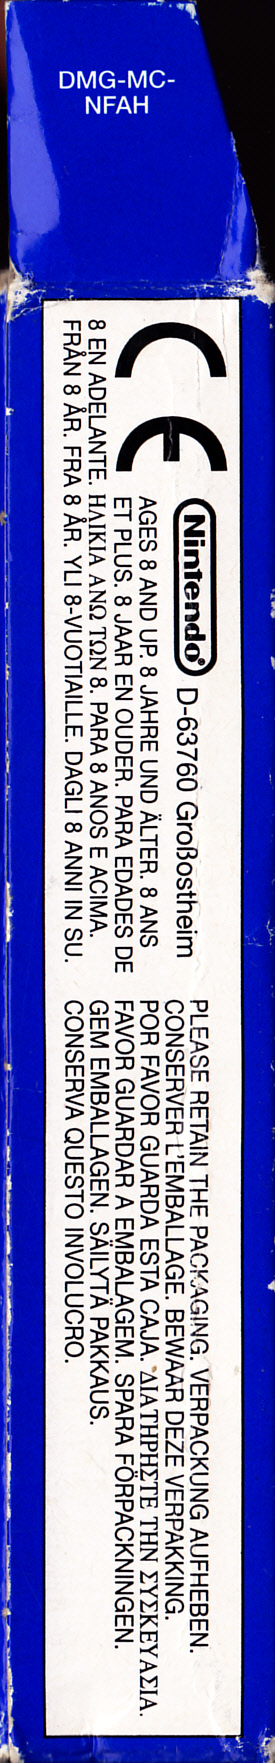 DMG-MC-
NFAH
CE
Nintendo® D-63760 Großostheim
AGES 8 AND UP. 8 JAHRE UND ÄLTER. 8 ANS
ET PLUS. 8 JAAR EN OUDER. PARA EDADES DE
8 EN ADELANTE. ΗΛΙΚΙΑ ΑΝΩ ΤΩΝ 8. PARA 8 ANOS E ACIMA.
FRÅN 8 ÅR. FRA 8 ÅR. YLI 8-VUOTIAILLE. DAGLI 8 ANNI IN SU.
PLEASE RETAIN THE PACKAGING. VERPACKUNG AUFHEBEN.
CONSERVER L'EMBALLAGE. BEWAAR DEZE VERPAKKING.
POR FAVOR GUARDA ESTA CAJA. ΔΙΑΤΗΡΗΣΤΕ ΤΗΝ ΣΥΣΚΕΥΑΣΙΑ.
FAVOR GUARDAR A EMBALAGEM. SPARA FÖRPACKNINGEN.
GEM EMBALLAGEN. SÄILYTÄ PAKKAUS.
CONSERVA QUESTO INVOLUCRO.